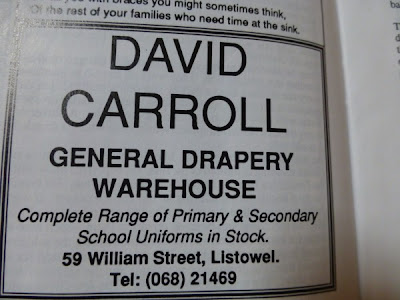 you with braces you might sometimes think,
Of the rest of your families who need time at the sink.
DAVID
CARROLL
GENERAL DRAPERY
WAREHOUSE
Complete Range of Primary & Secondary
School Uniforms in Stock.
59 William Street, LIstowel.
Tel: (068) 21469